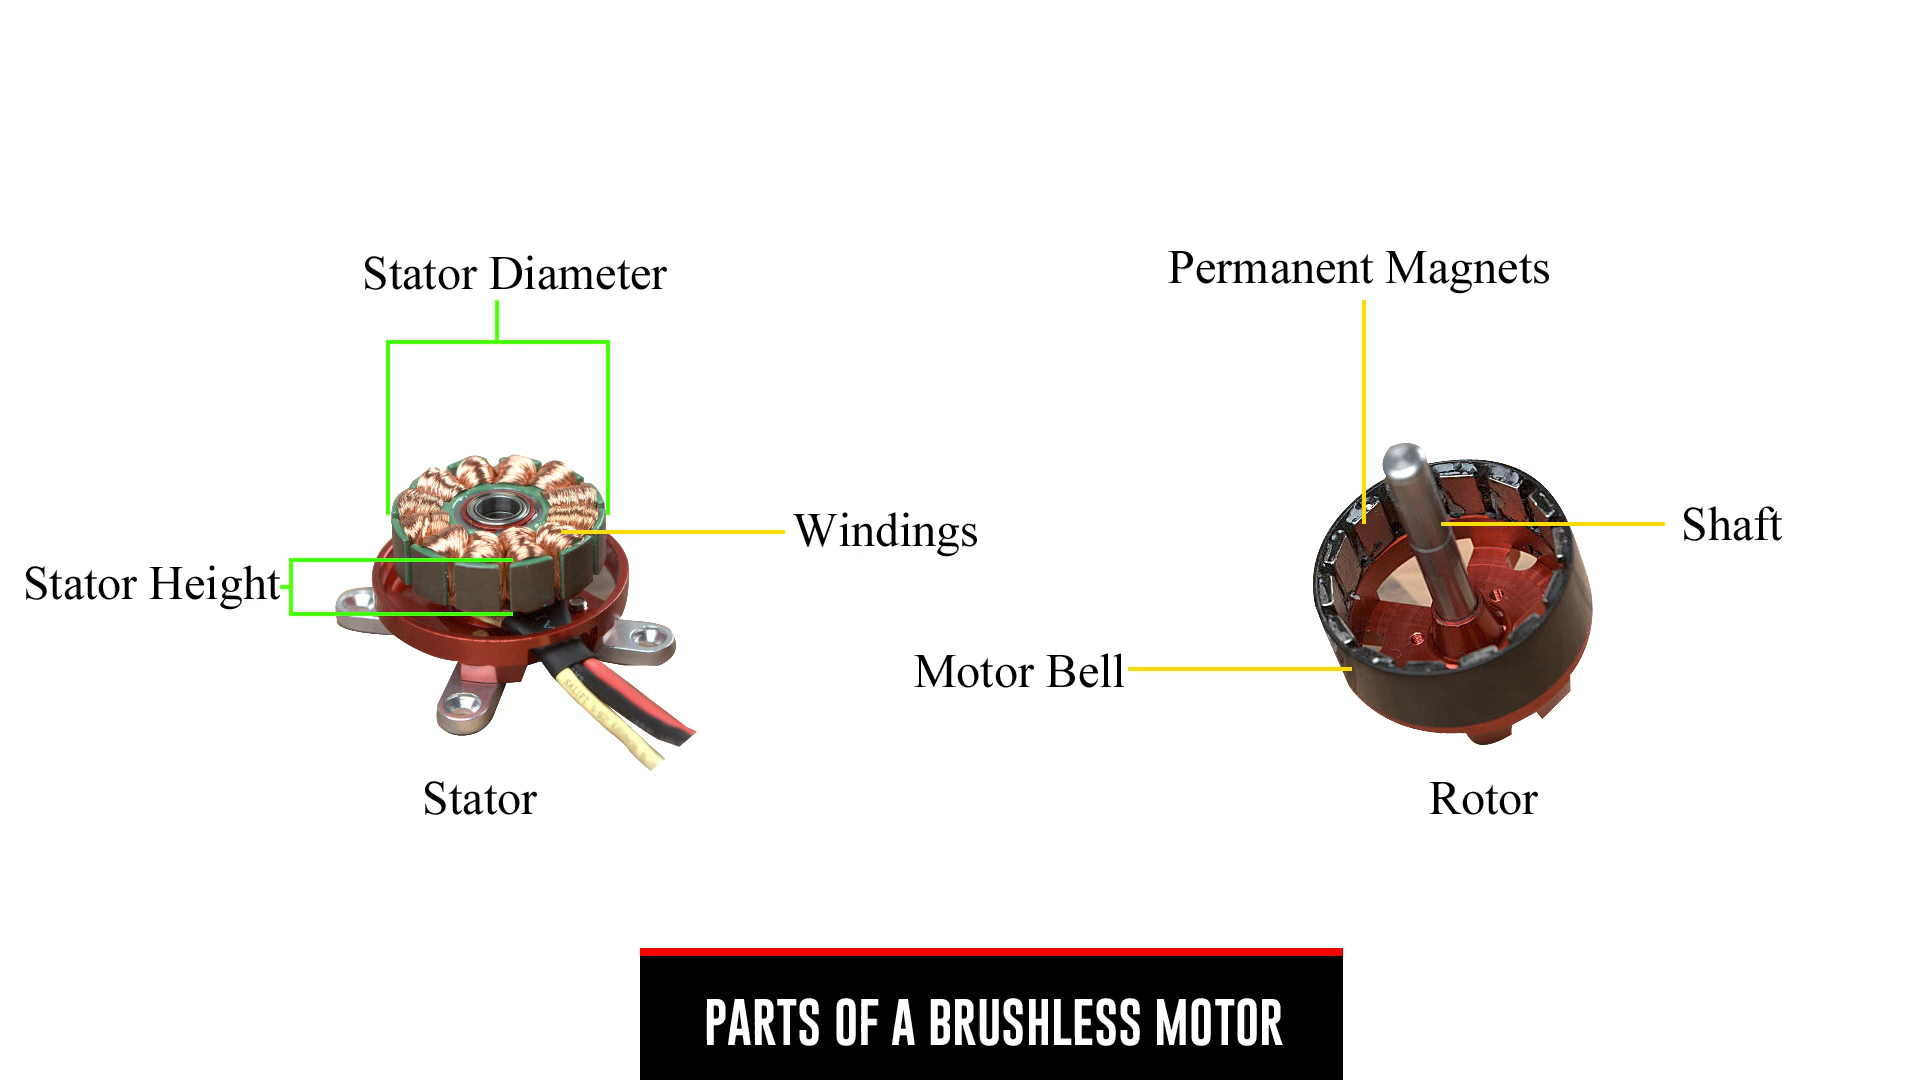 Stator Diameter
Permanent Magnets
Windings
Shaft
Stator Height
Motor Bell
Stator
Rotor
PARTS OF A BRUSHLESS MOTOR